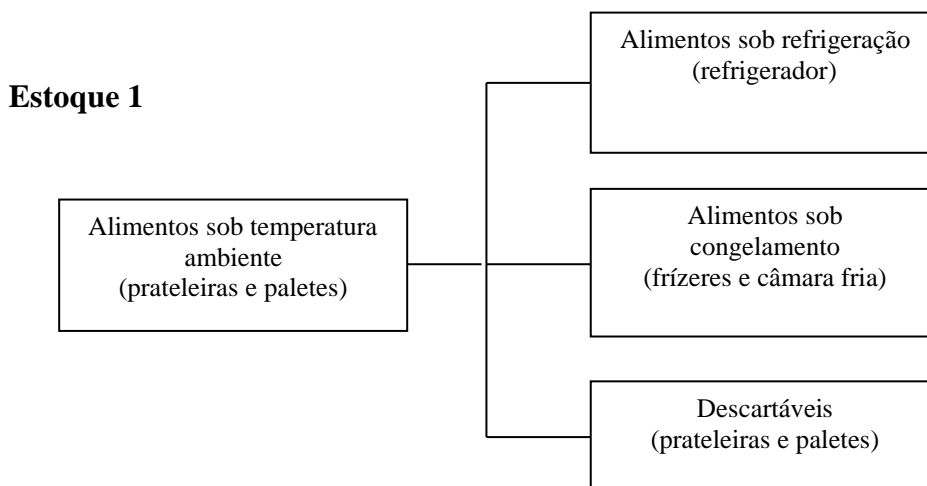 Estoque 1
Alimentos sob temperatura
ambiente
(prateleiras e paletes)
Alimentos sob refrigeração
(refrigerador)
Alimentos sob
congelamento
(frízeres e câmara fria)
Descartáveis
(prateleiras e paletes)